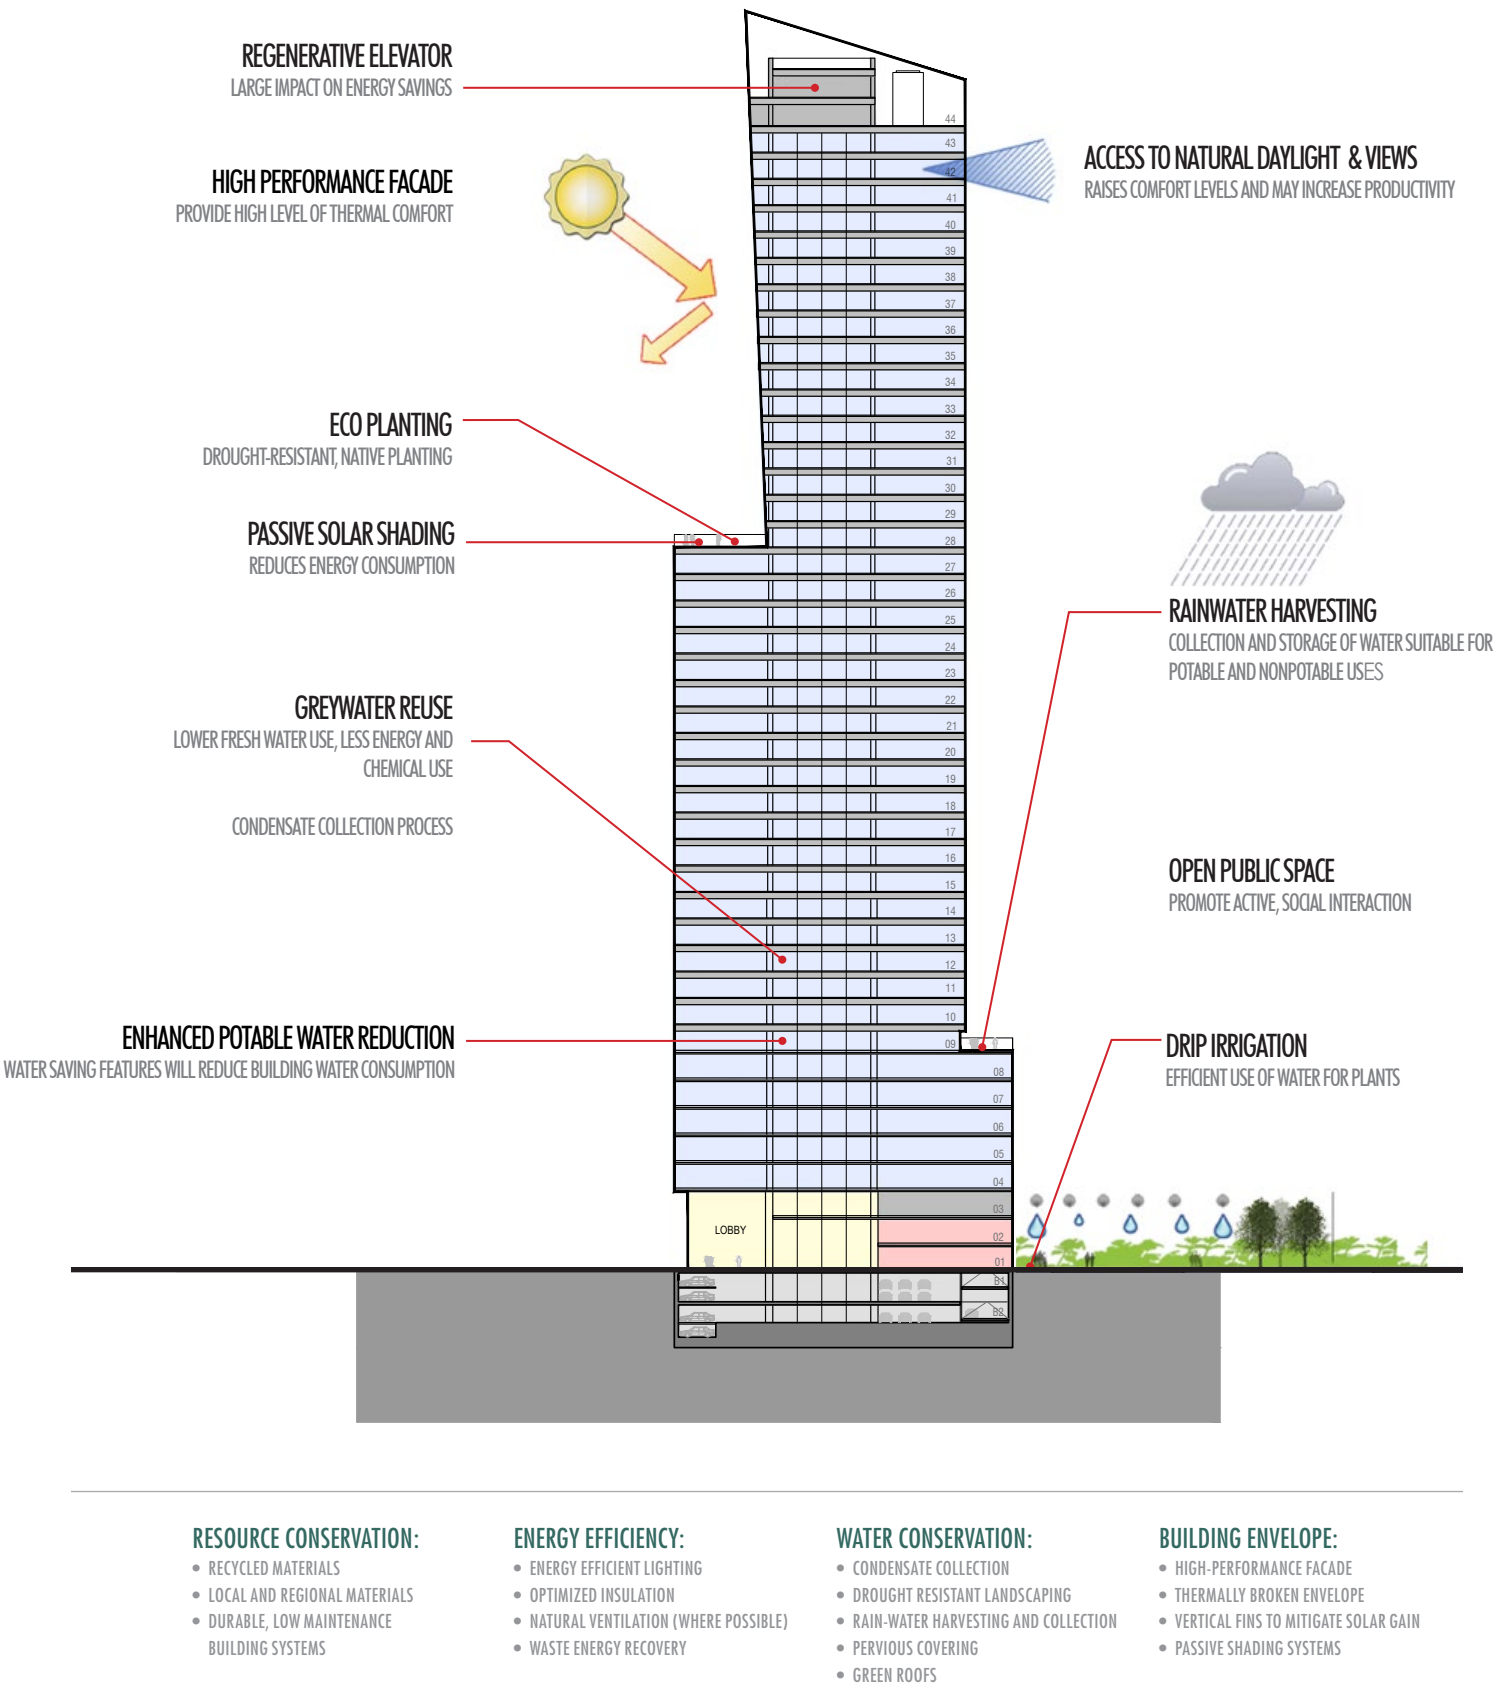 REGENERATIVE ELEVATOR
LARGE IMPACT ON ENERGY SAVINGS
HIGH PERFORMANCE FACADE
PROVIDE HIGH LEVEL OF THERMAL COMFORT
ECO PLANTING
DROUGHT-RESISTANT, NATIVE PLANTING
PASSIVE SOLAR SHADING
REDUCES ENERGY CONSUMPTION
GREYWATER REUSE
LOWER FRESH WATER USE, LESS ENERGY AND
CHEMICAL USE
CONDENSATE COLLECTION PROCESS
ENHANCED POTABLE WATER REDUCTION
WATER SAVING FEATURES WILL REDUCE BUILDING WATER CONSUMPTION
44
43
42
41
40
39
38
37
36
35
34
33
32
31
30
29
28
27
26
25
24
23
22
21
20
19
18
17
16
15
14
13
12
11
10
09
08
07
06
05
04
03
02
01
B1
B2
LOBBY
ACCESS TO NATURAL DAYLIGHT & VIEWS
RAISES COMFORT LEVELS AND MAY INCREASE PRODUCTIVITY
RAINWATER HARVESTING
COLLECTION AND STORAGE OF WATER SUITABLE FOR
POTABLE AND NONPOTABLE USES
OPEN PUBLIC SPACE
PROMOTE ACTIVE, SOCIAL INTERACTION
DRIP IRRIGATION
EFFICIENT USE OF WATER FOR PLANTS
RESOURCE CONSERVATION:
• RECYCLED MATERIALS
• LOCAL AND REGIONAL MATERIALS
• DURABLE, LOW MAINTENANCE
BUILDING SYSTEMS
ENERGY EFFICIENCY:
• ENERGY EFFICIENT LIGHTING
• OPTIMIZED INSULATION
• NATURAL VENTILATION (WHERE POSSIBLE)
• WASTE ENERGY RECOVERY
WATER CONSERVATION:
• CONDENSATE COLLECTION
• DROUGHT RESISTANT LANDSCAPING
• RAIN-WATER HARVESTING AND COLLECTION
• PERVIOUS COVERING
• GREEN ROOFS
BUILDING ENVELOPE:
• HIGH-PERFORMANCE FACADE
• THERMALLY BROKEN ENVELOPE
• VERTICAL FINS TO MITIGATE SOLAR GAIN
• PASSIVE SHADING SYSTEMS